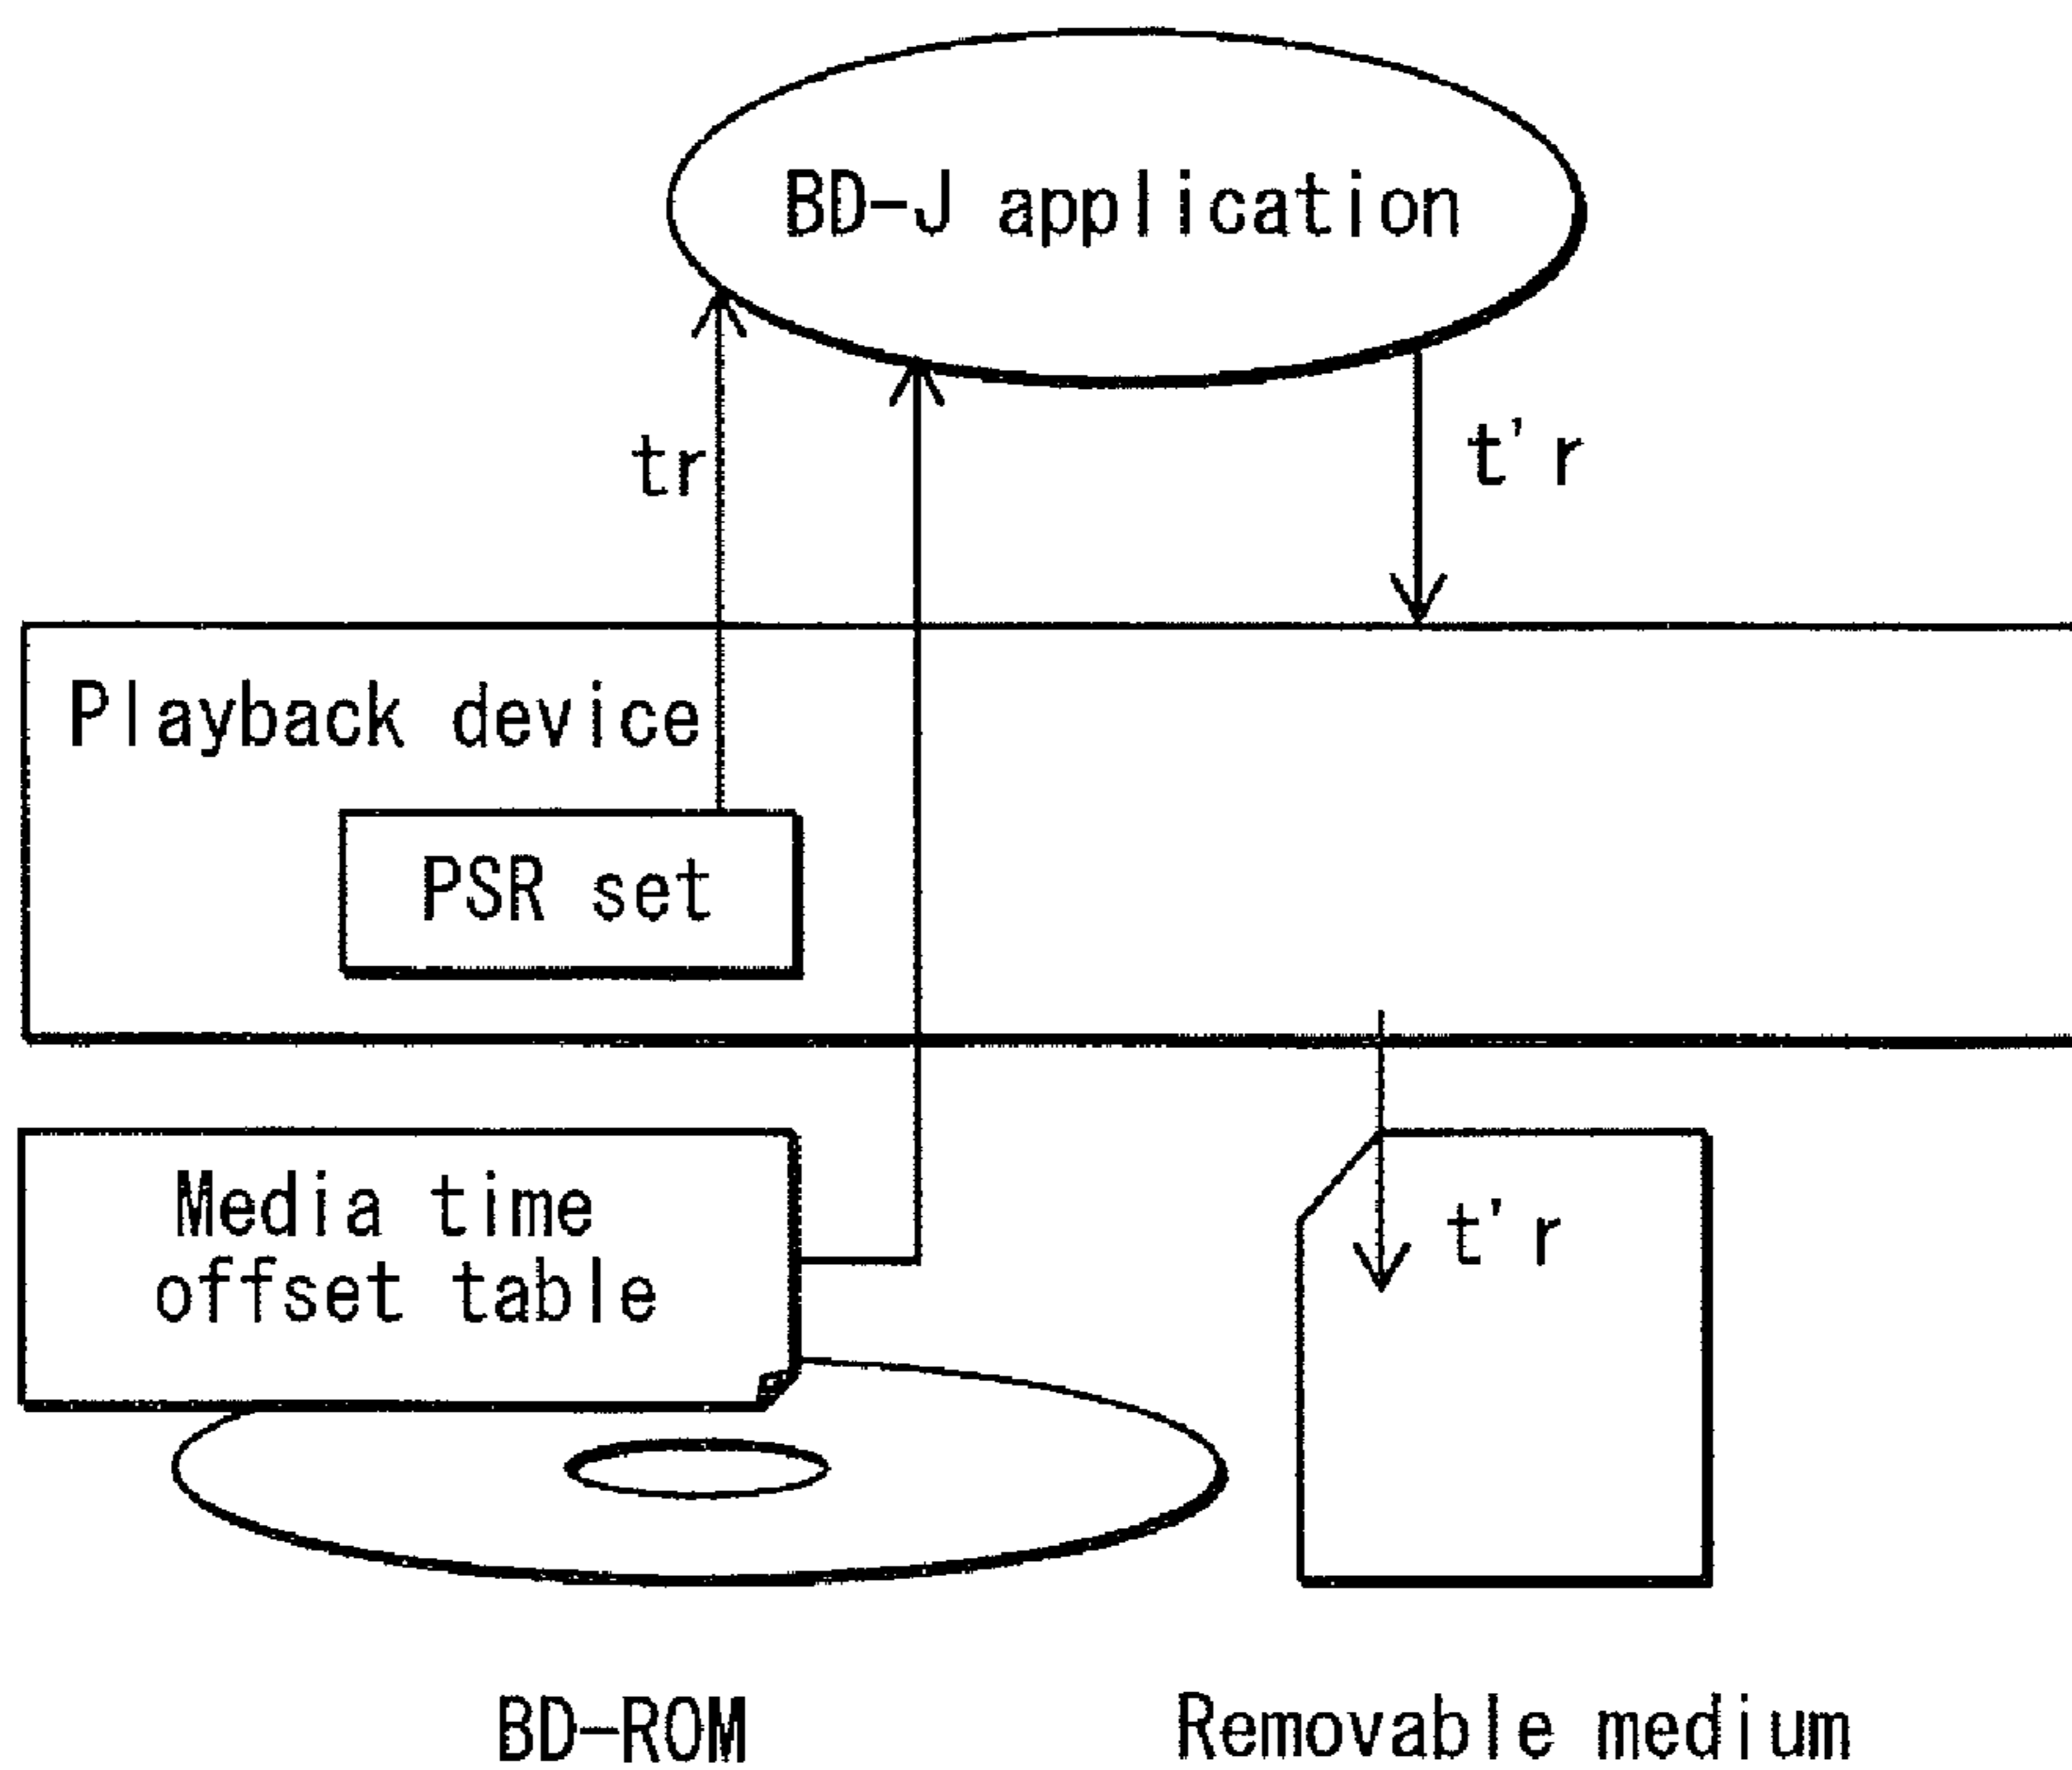 BD-J application
tr
t'r
Playback device
PSR set
Media time
offset table
t'r
BD-ROM
Removable medium